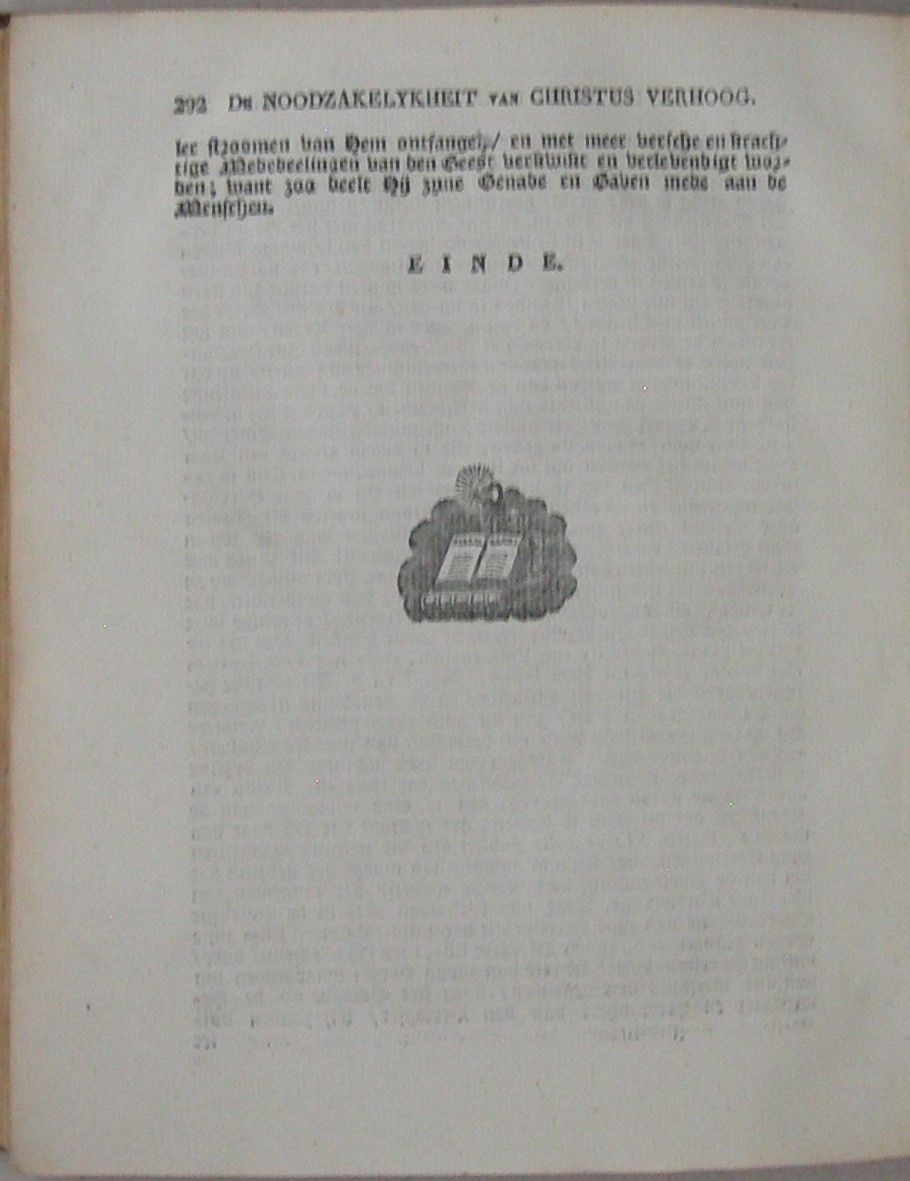 292 DE NOODZAKELYKHEIT VAN CHRISTUS VERHOOG.
ler stroomen van Hem ontfangen/ en met meer versche en krach-
tige Mededeelingen van den Geest verkwikt en verlevendigt wor-
den; want zoo deelt Hij zyne Genade en Gaven mede aan de
Menschen.
E I N D E.